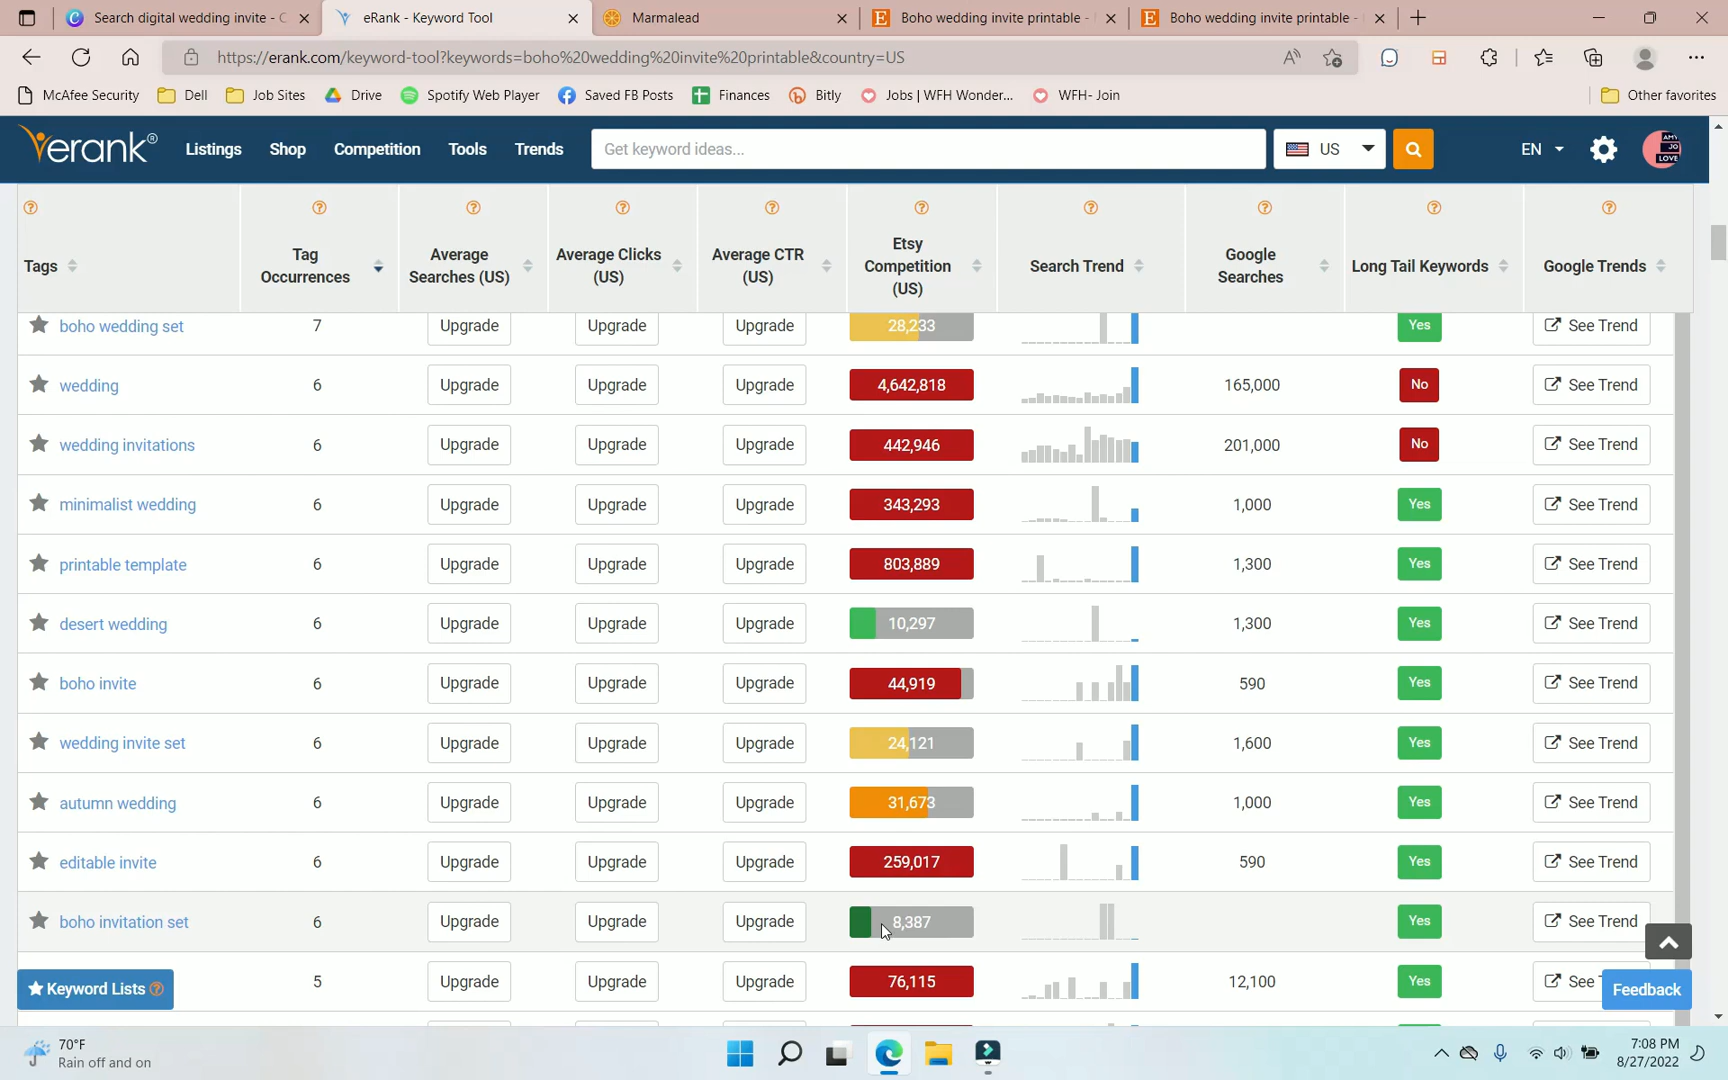 Search digital wedding invite - C
eRank - Keyword Tool
Marmalead
Boho wedding invite printable -
Boho wedding invite printable -
https://erank.com/keyword-tool?keywords=boho%20wedding%20invite%20printable&country=US
McAfee Security
Dell
Job Sites
Drive
Spotify Web Player
Saved FB Posts
Finances
Bitly
Jobs | WFH Wonder...
WFH- Join
Other favorites
erank®
Listings
Shop
Competition
Tools
Trends
Get keyword ideas...
US
EN
AMY
JO
LOVE
Tags
Tag
Occurrences
Average
Searches (US)
Average Clicks
(US)
Average CTR
(US)
Etsy
Competition
(US)
Search Trend
Google
Searches
Long Tail Keywords
Google Trends
boho wedding set 7 Upgrade Upgrade Upgrade 28,233 Yes See Trend
wedding 6 Upgrade Upgrade Upgrade 4,642,818 165,000 No See Trend
wedding invitations 6 Upgrade Upgrade Upgrade 442,946 201,000 No See Trend
minimalist wedding 6 Upgrade Upgrade Upgrade 343,293 1,000 Yes See Trend
printable template 6 Upgrade Upgrade Upgrade 803,889 1,300 Yes See Trend
desert wedding 6 Upgrade Upgrade Upgrade 10,297 1,300 Yes See Trend
boho invite 6 Upgrade Upgrade Upgrade 44,919 590 Yes See Trend
wedding invite set 6 Upgrade Upgrade Upgrade 24,121 1,600 Yes See Trend
autumn wedding 6 Upgrade Upgrade Upgrade 31,673 1,000 Yes See Trend
editable invite 6 Upgrade Upgrade Upgrade 259,017 590 Yes See Trend
boho invitation set 6 Upgrade Upgrade Upgrade 8,387 Yes See Trend
5 Upgrade Upgrade Upgrade 76,115 12,100 Yes See
Keyword Lists
Feedback
70°F
Rain off and on
7:08 PM
8/27/2022